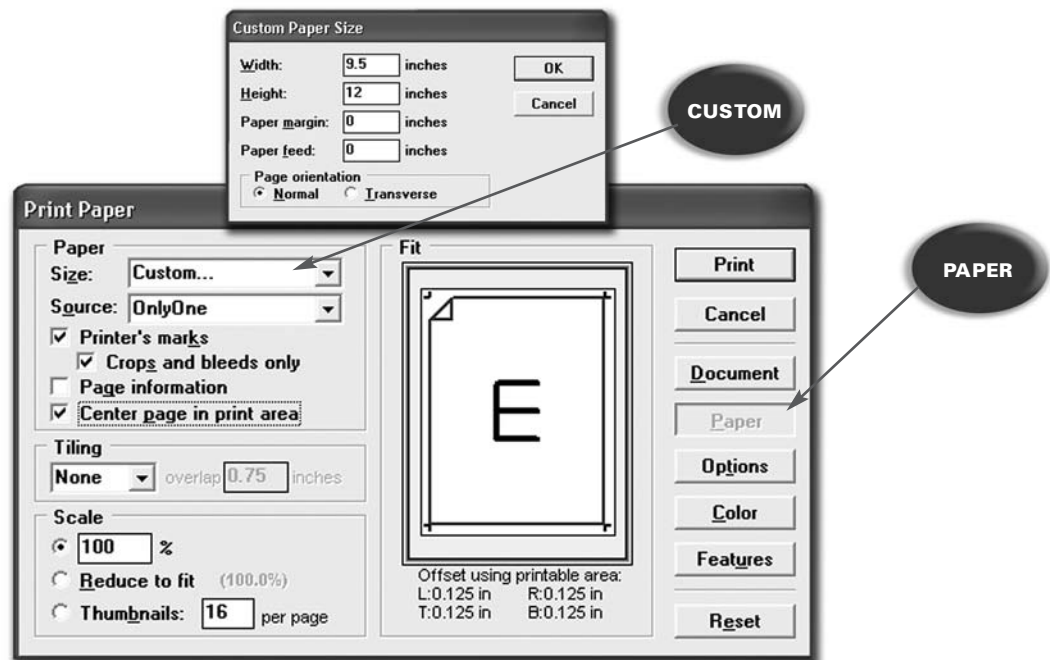 Custom Paper Size
Width: 9.5 inches
OK
Height: 12 inches
Cancel
Paper margin: 0 inches
Paper feed: 0 inches
Page orientation
Normal Transverse
CUSTOM
Print Paper
Paper
Size: Custom...
Source: OnlyOne
Printer's marks
Crops and bleeds only
Page information
Center page in print area
Tiling
None overlap 0.75 inches
Scale
100 %
Reduce to fit (100.0%)
Thumbnails: 16 per page
Fit
E
Offset using printable area:
L:0.125 in R:0.125 in
T:0.125 in B:0.125 in
Print
Cancel
Document
Paper
Options
Color
Features
Reset
PAPER